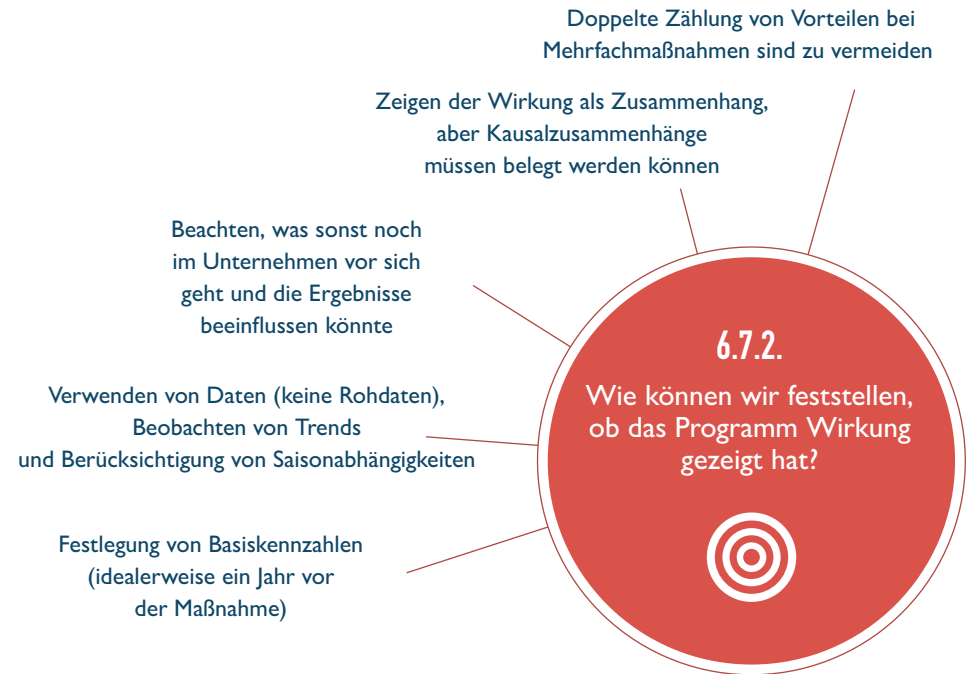 Doppelte Zählung von Vorteilen bei
Mehrfachmaßnahmen sind zu vermeiden
Zeigen der Wirkung als Zusammenhang,
aber Kausalzusammenhänge
müssen belegt werden können
Beachten, was sonst noch
im Unternehmen vor sich
geht und die Ergebnisse
beeinflussen könnte
Verwenden von Daten (keine Rohdaten),
Beobachten von Trends
und Berücksichtigung von Saisonabhängigkeiten
Festlegung von Basiskennzahlen
(idealerweise ein Jahr vor
der Maßnahme)
6.7.2.
Wie können wir feststellen,
ob das Programm Wirkung
gezeigt hat?